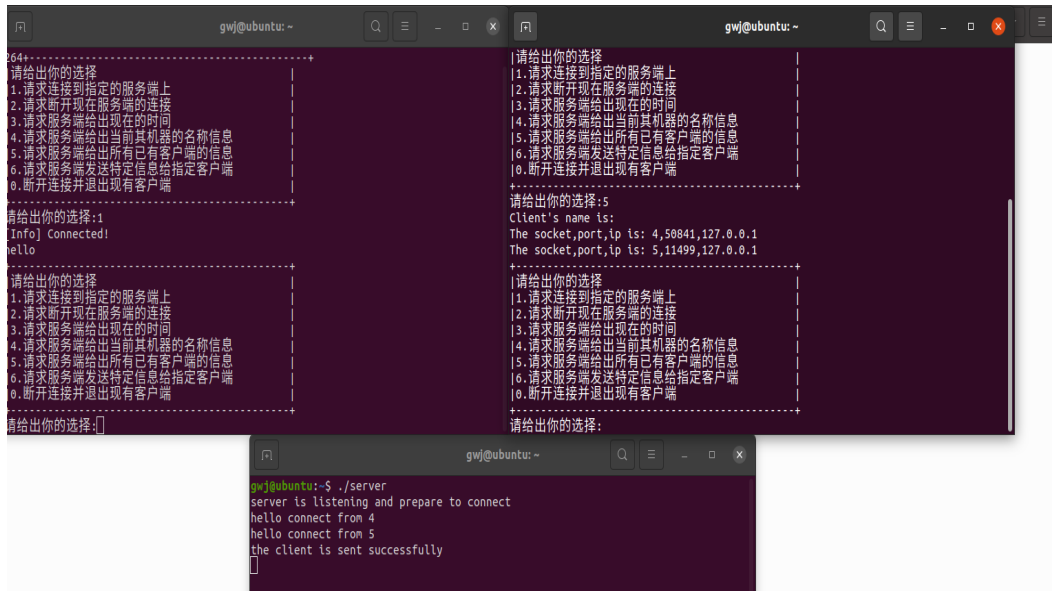 gwj@ubuntu: ~
264+--------------------------------------------+
|请给出你的选择 |
|1.请求连接到指定的服务端上 |
|2.请求断开现在服务端的连接 |
|3.请求服务端给出现在的时间 |
|4.请求服务端给出当前其机器的名称信息 |
|5.请求服务端给出所有已有客户端的信息 |
|6.请求服务端发送特定信息给指定客户端 |
|0.断开连接并退出现有客户端 |
+--------------------------------------------+
请给出你的选择:1
[Info] Connected!
hello
+--------------------------------------------+
|请给出你的选择 |
|1.请求连接到指定的服务端上 |
|2.请求断开现在服务端的连接 |
|3.请求服务端给出现在的时间 |
|4.请求服务端给出当前其机器的名称信息 |
|5.请求服务端给出所有已有客户端的信息 |
|6.请求服务端发送特定信息给指定客户端 |
|0.断开连接并退出现有客户端 |
+--------------------------------------------+
请给出你的选择:
gwj@ubuntu: ~
|请给出你的选择 |
|1.请求连接到指定的服务端上 |
|2.请求断开现在服务端的连接 |
|3.请求服务端给出现在的时间 |
|4.请求服务端给出当前其机器的名称信息 |
|5.请求服务端给出所有已有客户端的信息 |
|6.请求服务端发送特定信息给指定客户端 |
|0.断开连接并退出现有客户端 |
+--------------------------------------------+
请给出你的选择:5
Client's name is:
The socket,port,ip is: 4,50841,127.0.0.1
The socket,port,ip is: 5,11499,127.0.0.1
+--------------------------------------------+
|请给出你的选择 |
|1.请求连接到指定的服务端上 |
|2.请求断开现在服务端的连接 |
|3.请求服务端给出现在的时间 |
|4.请求服务端给出当前其机器的名称信息 |
|5.请求服务端给出所有已有客户端的信息 |
|6.请求服务端发送特定信息给指定客户端 |
|0.断开连接并退出现有客户端 |
+--------------------------------------------+
请给出你的选择:
gwj@ubuntu: ~
gwj@ubuntu:~$ ./server
server is listening and prepare to connect
hello connect from 4
hello connect from 5
the client is sent successfully